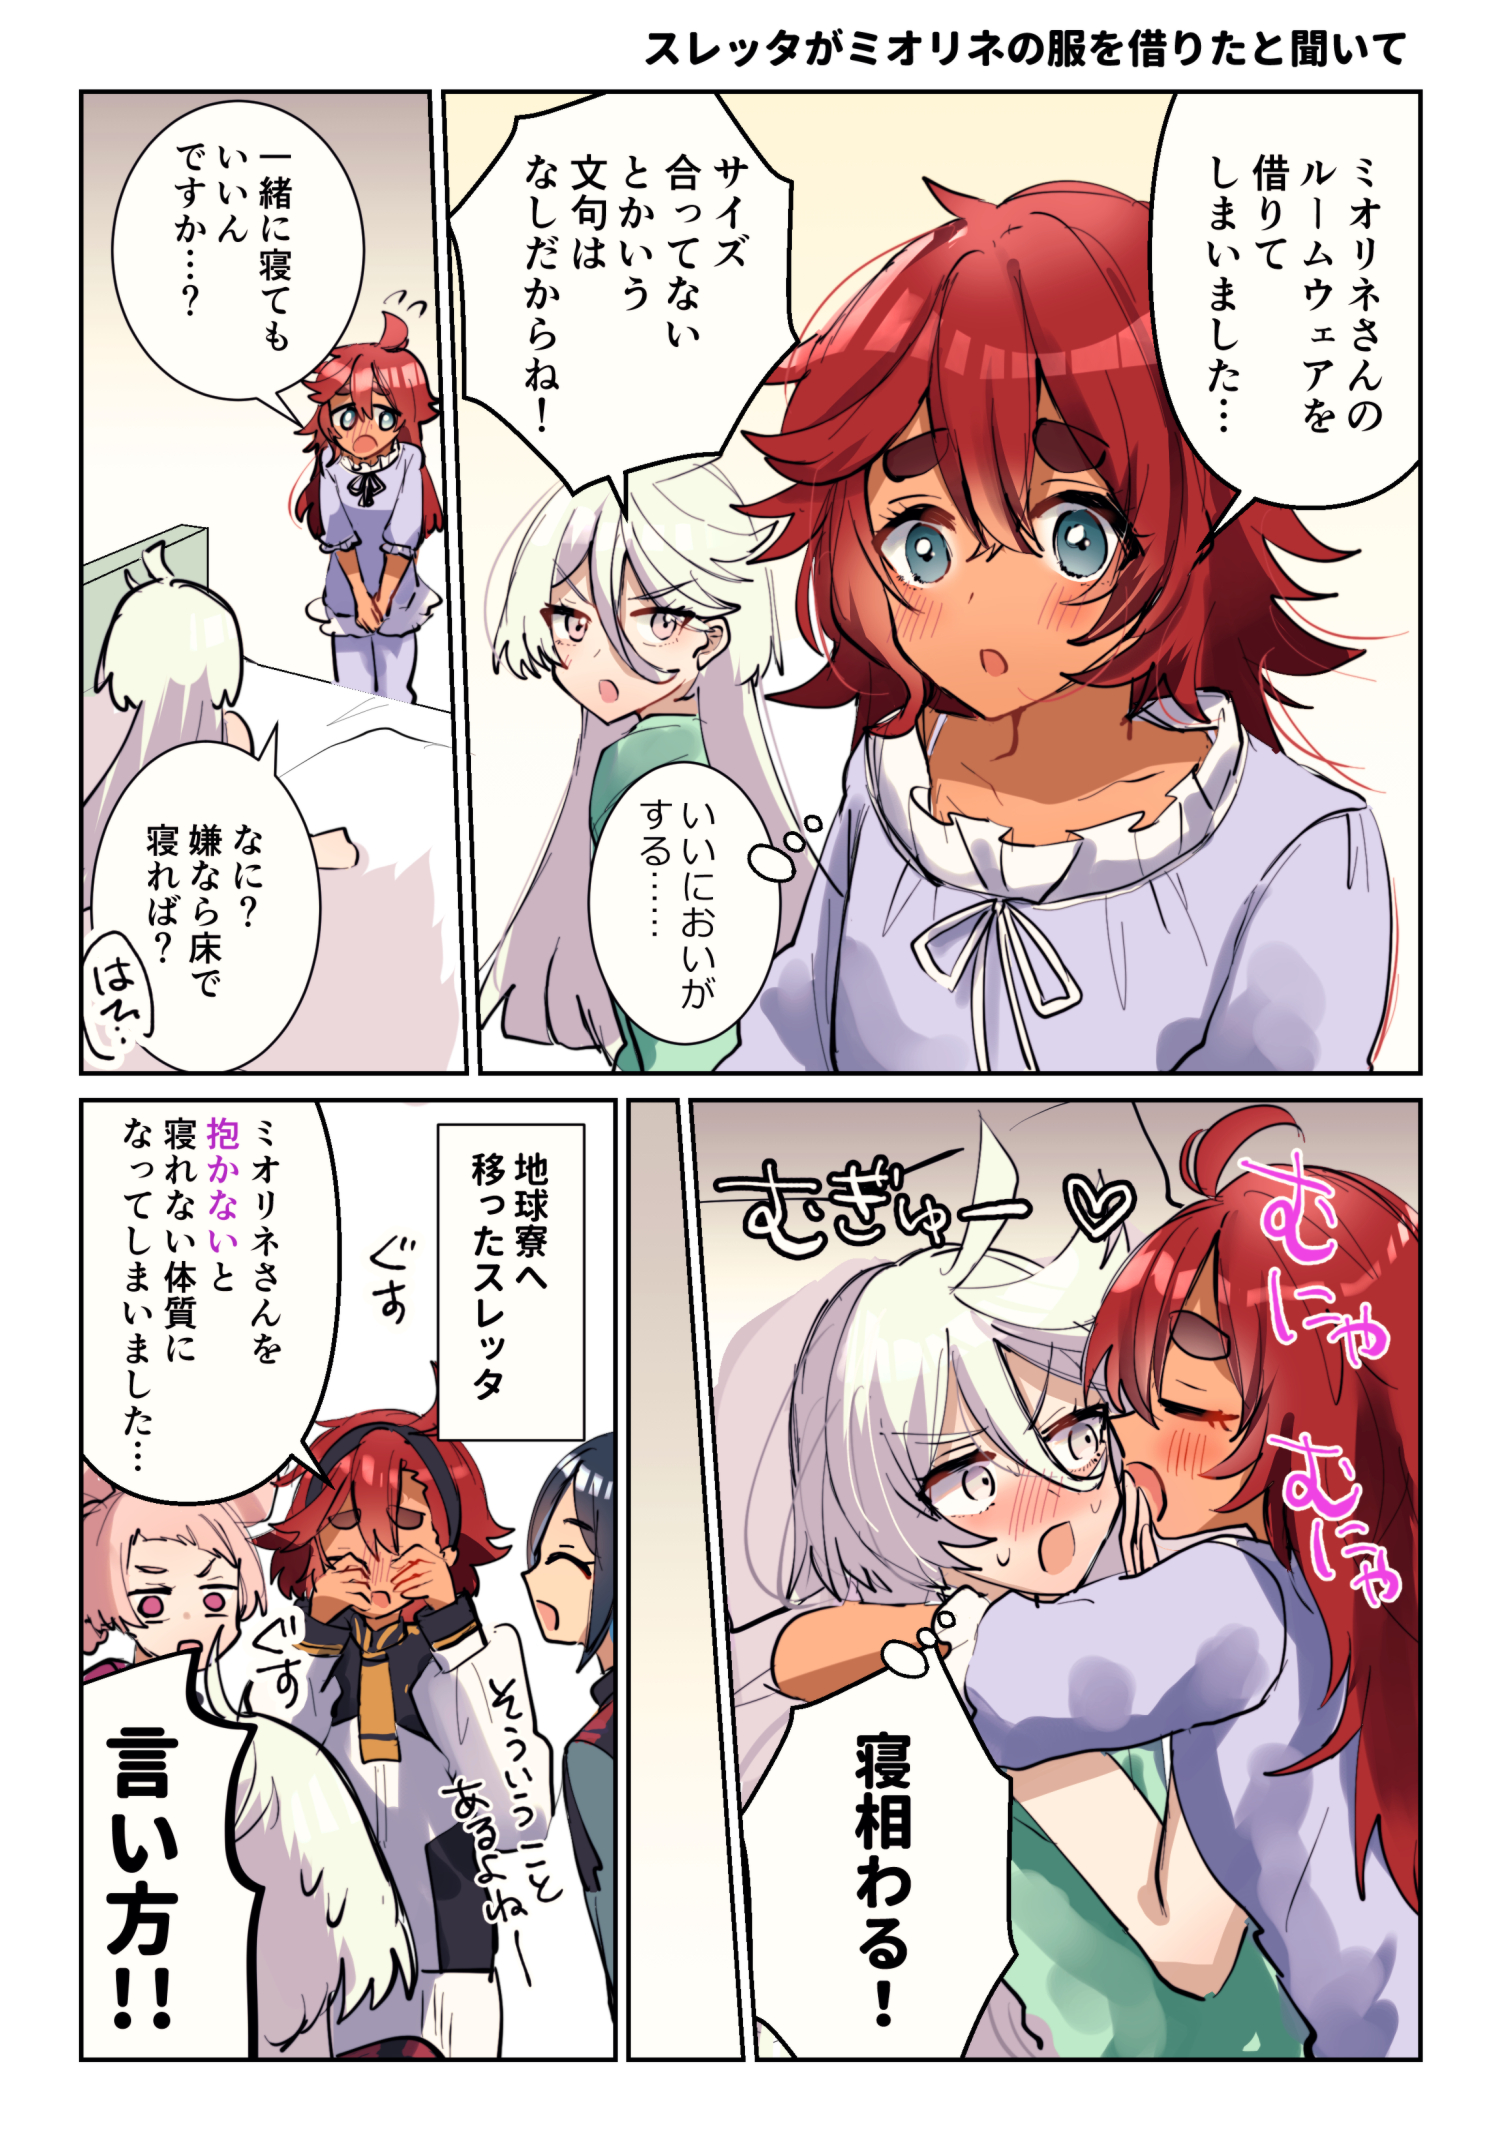 スレッタがミオリネの服を借りたと聞いて
ミオリネさんの
ルームウェアを
借りて
しまいました…
サイズ
合ってない
とかいう
文句は
なしだからね！
いいにおいが
する……
一緒に寝ても
いいん
ですか…？
なに？
嫌なら床で
寝れば？
むぎゅー♡
むにゃ
むにゃ
寝相わる！
地球寮へ
移ったスレッタ
ぐす
ミオリネさんを
抱かないと
寝れない体質に
なってしまいました…
ぐす
そういうこと
あるよねー
言い方！！